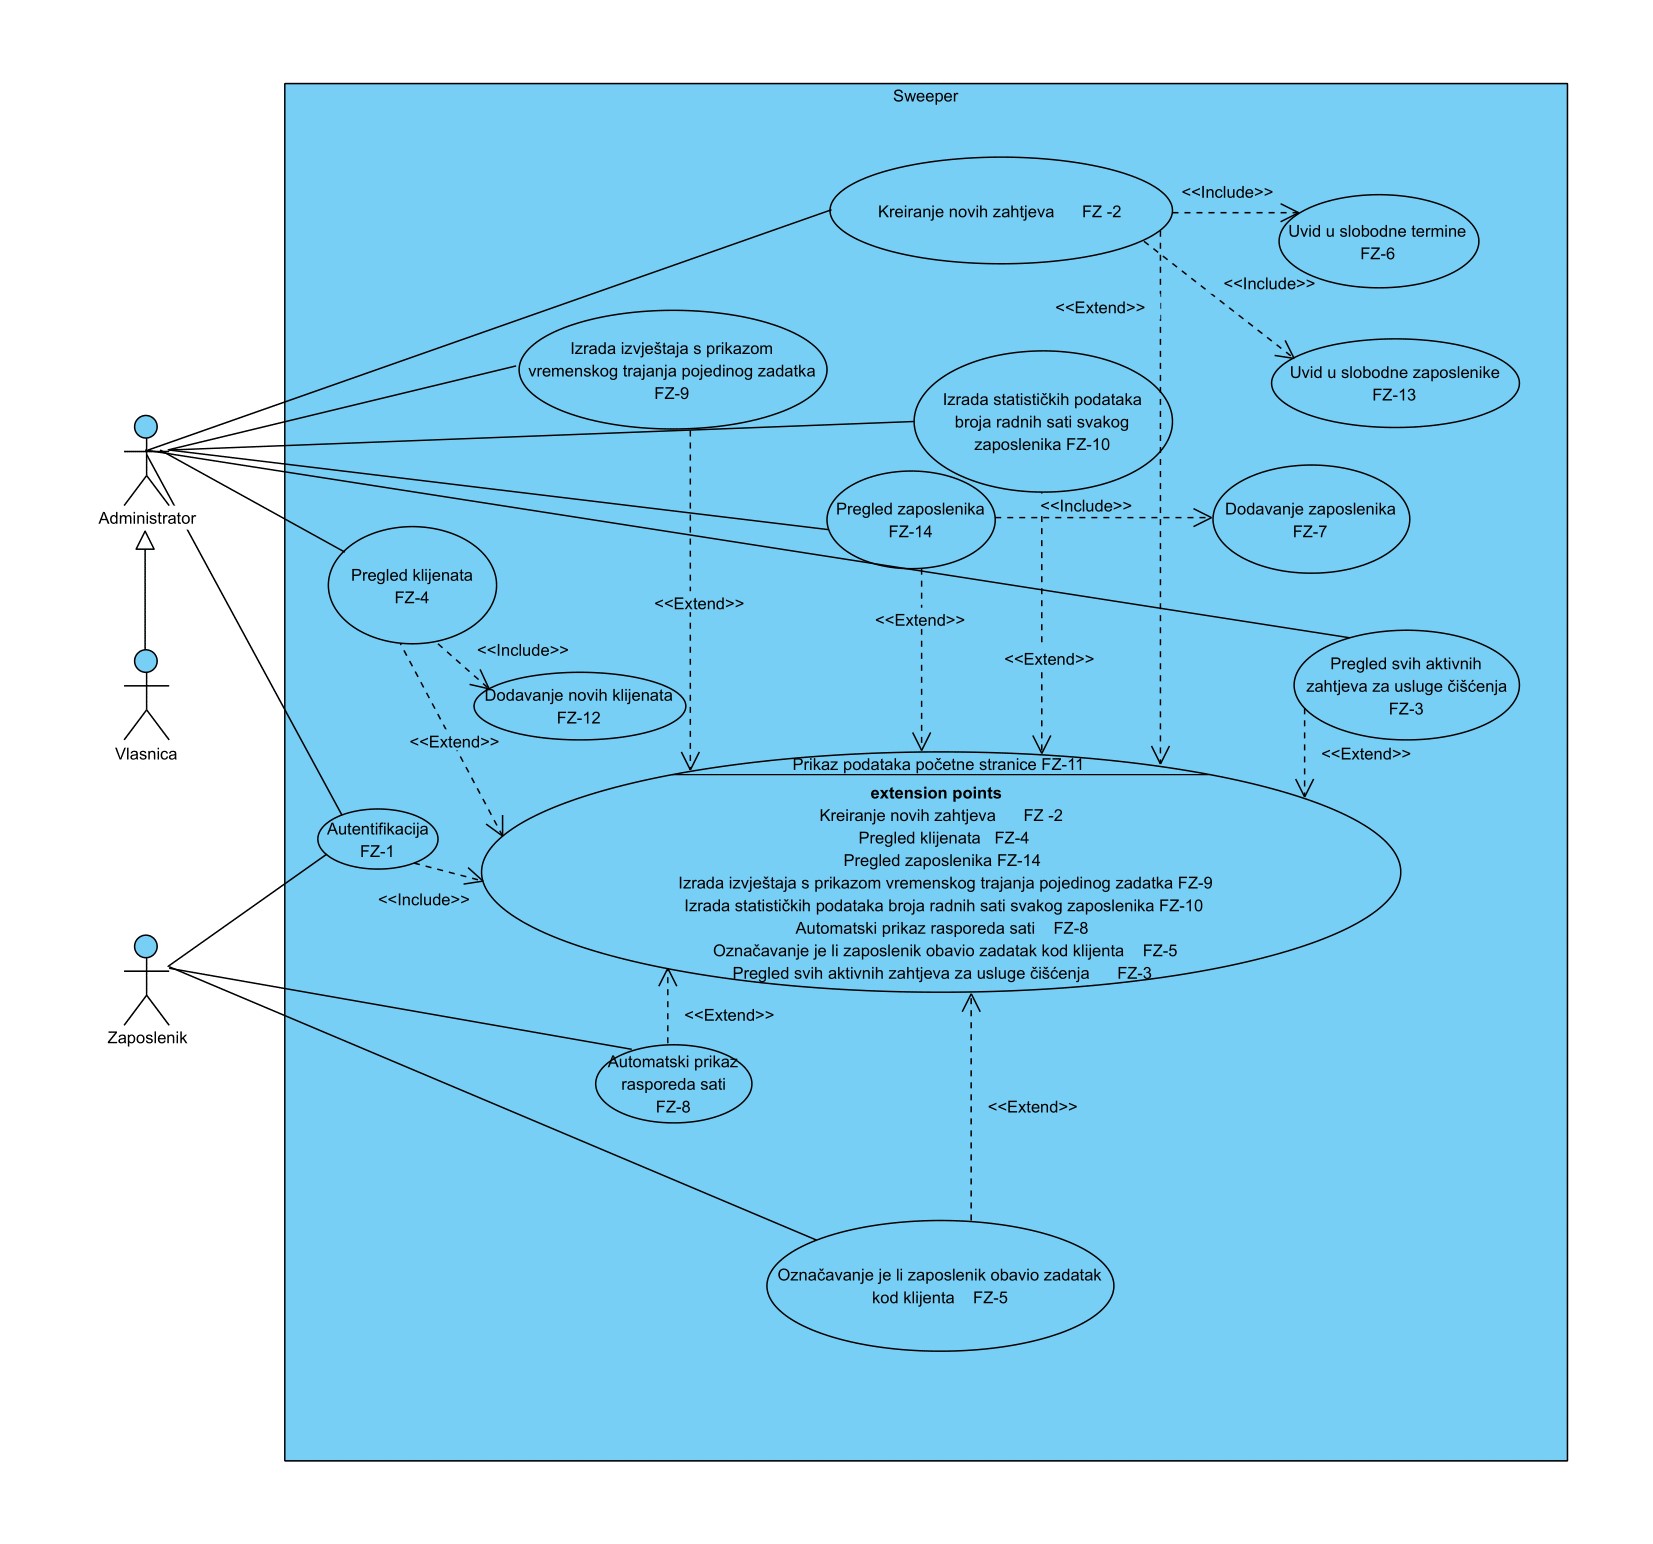 Sweeper
Kreiranje novih zahtjeva FZ -2
<<Include>>
Uvid u slobodne termine
FZ-6
<<Include>>
<<Extend>>
Izrada izvještaja s prikazom
vremenskog trajanja pojedinog zadatka
FZ-9
Uvid u slobodne zaposlenike
FZ-13
Izrada statističkih podataka
broja radnih sati svakog
zaposlenika FZ-10
Administrator
Pregled zaposlenika
FZ-14
<<Include>>
Dodavanje zaposlenika
FZ-7
Pregled klijenata
FZ-4
<<Extend>>
<<Extend>>
<<Include>>
<<Extend>>
Pregled svih aktivnih
zahtjeva za usluge čišćenja
FZ-3
Dodavanje novih klijenata
FZ-12
Vlasnica
<<Extend>>
<<Extend>>
Prikaz podataka početne stranice FZ-11
extension points
Kreiranje novih zahtjeva FZ -2
Pregled klijenata FZ-4
Pregled zaposlenika FZ-14
Izrada izvještaja s prikazom vremenskog trajanja pojedinog zadatka FZ-9
Izrada statističkih podataka broja radnih sati svakog zaposlenika FZ-10
Automatski prikaz rasporeda sati FZ-8
Označavanje je li zaposlenik obavio zadatak kod klijenta FZ-5
Pregled svih aktivnih zahtjeva za usluge čišćenja FZ-3
Autentifikacija
FZ-1
<<Include>>
Zaposlenik
<<Extend>>
Automatski prikaz
rasporeda sati
FZ-8
<<Extend>>
Označavanje je li zaposlenik obavio zadatak
kod klijenta FZ-5